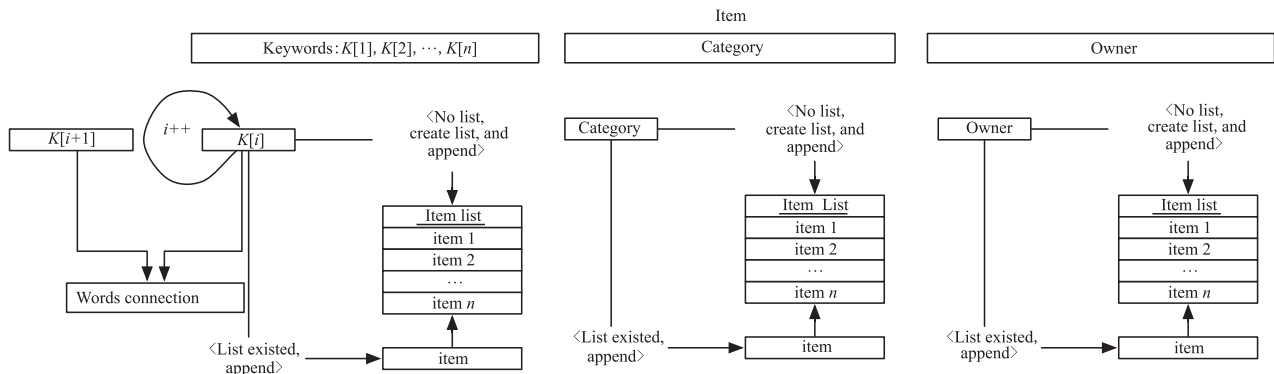 Item
Keywords: K[1], K[2], ⋯, K[n]
Category
Owner
K[i+1]
i++
K[i]
<No list,
create list, and
append>
Item list
item 1
item 2
⋯
item n
Words connection
<List existed,
append>
item
Category
<No list,
create list, and
append>
Item List
item 1
item 2
⋯
item n
<List existed,
append>
item
Owner
<No list,
create list, and
append>
Item list
item 1
item 2
⋯
item n
<List existed,
append>
item